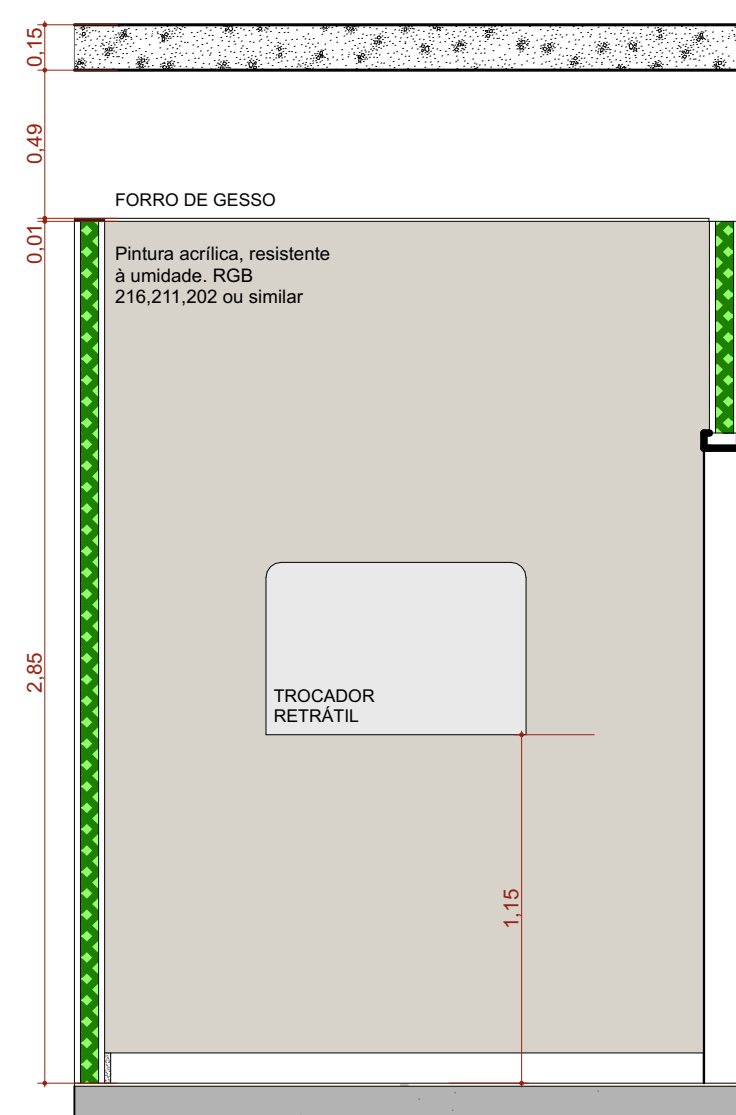 0,15
0,49
FORRO DE GESSO
0,01
Pintura acrílica, resistente
à umidade. RGB
216,211,202 ou similar
2,85
TROCADOR
RETRÁTIL
1,15